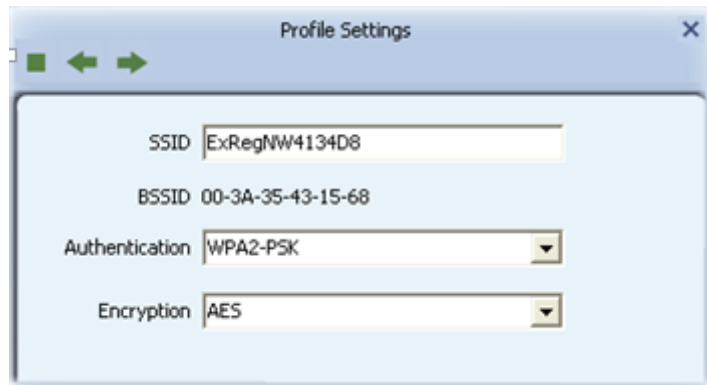 Profile Settings
SSID ExRegNW4134D8
BSSID 00-3A-35-43-15-68
Authentication WPA2-PSK
Encryption AES